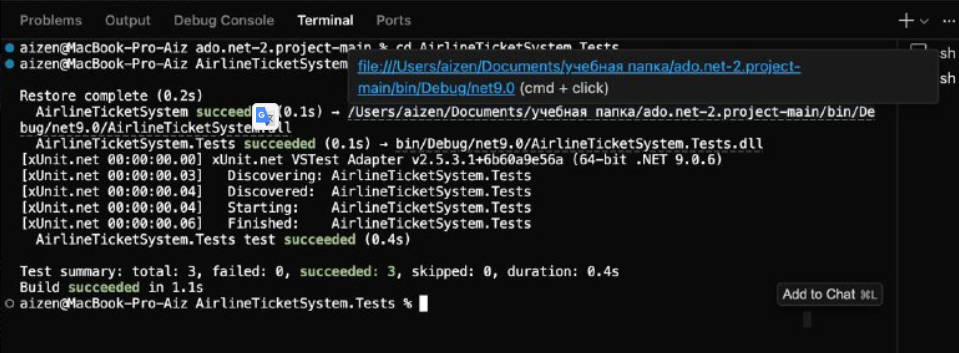 Problems Output Debug Console Terminal Ports
aizen@MacBook-Pro-Aiz ado.net-2.project-main % cd AirlineTicketSystem.Tests
sh
aizen@MacBook-Pro-Aiz AirlineTicketSystem
file:///Users/aizen/Documents/учебная папка/ado.net-2.project-
sh
main/bin/Debug/net9.0 (cmd + click)
Restore complete (0.2s)
AirlineTicketSystem succeede (0.1s) → /Users/aizen/Documents/учебная папка/ado.net-2.project-main/bin/De
bug/net9.0/AirlineTicketSystem.dll
AirlineTicketSystem.Tests succeeded (0.1s) → bin/Debug/net9.0/AirlineTicketSystem.Tests.dll
[xUnit.net 00:00:00.00] xUnit.net VSTest Adapter v2.5.3.1+6b60a9e56a (64-bit .NET 9.0.6)
[xUnit.net 00:00:00.03] Discovering: AirlineTicketSystem.Tests
[xUnit.net 00:00:00.04] Discovered: AirlineTicketSystem.Tests
[xUnit.net 00:00:00.04] Starting: AirlineTicketSystem.Tests
[xUnit.net 00:00:00.06] Finished: AirlineTicketSystem.Tests
AirlineTicketSystem.Tests test succeeded (0.4s)
Test summary: total: 3, failed: 0, succeeded: 3, skipped: 0, duration: 0.4s
Build succeeded in 1.1s
aizen@MacBook-Pro-Aiz AirlineTicketSystem.Tests %
Add to Chat ⌘L